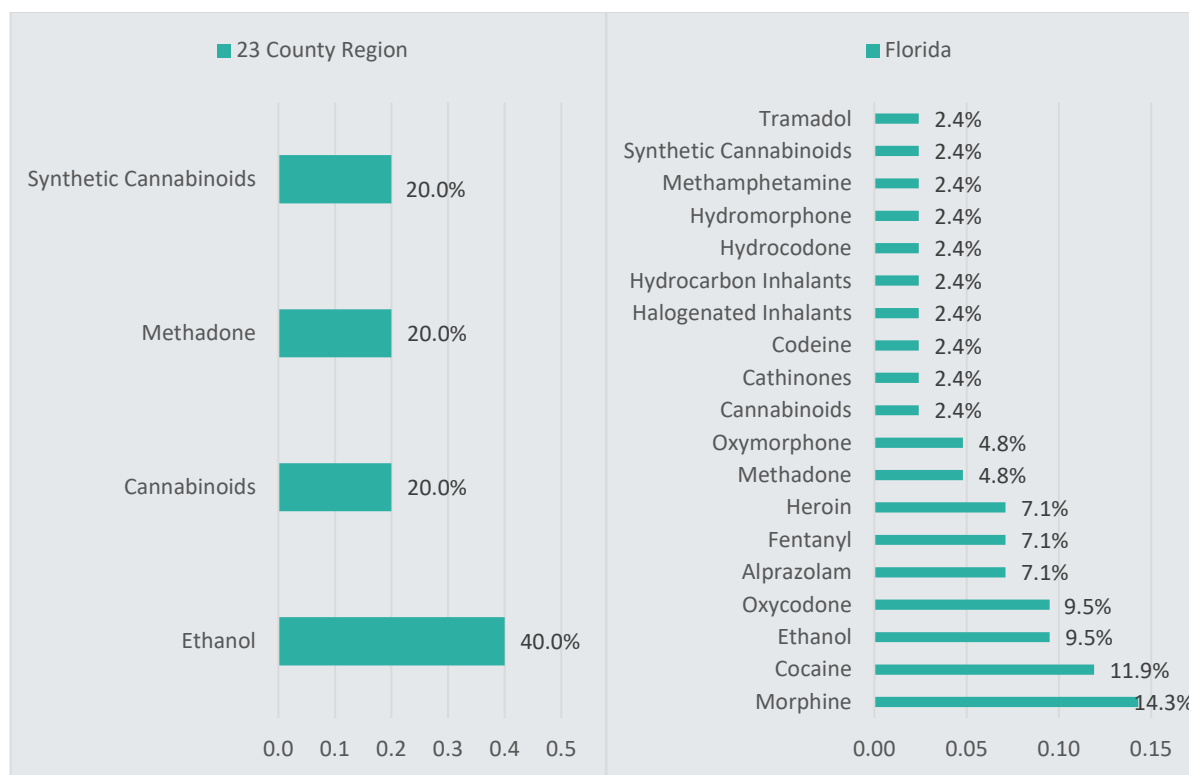 23 County Region
Synthetic Cannabinoids 20.0%
Methadone 20.0%
Cannabinoids 20.0%
Ethanol 40.0%
0.0 0.1 0.2 0.3 0.4 0.5
Florida
Tramadol 2.4%
Synthetic Cannabinoids 2.4%
Methamphetamine 2.4%
Hydromorphone 2.4%
Hydrocodone 2.4%
Hydrocarbon Inhalants 2.4%
Halogenated Inhalants 2.4%
Codeine 2.4%
Cathinones 2.4%
Cannabinoids 2.4%
Oxymorphone 4.8%
Methadone 4.8%
Heroin 7.1%
Fentanyl 7.1%
Alprazolam 7.1%
Oxycodone 9.5%
Ethanol 9.5%
Cocaine 11.9%
Morphine 14.3%
0.00 0.05 0.10 0.15